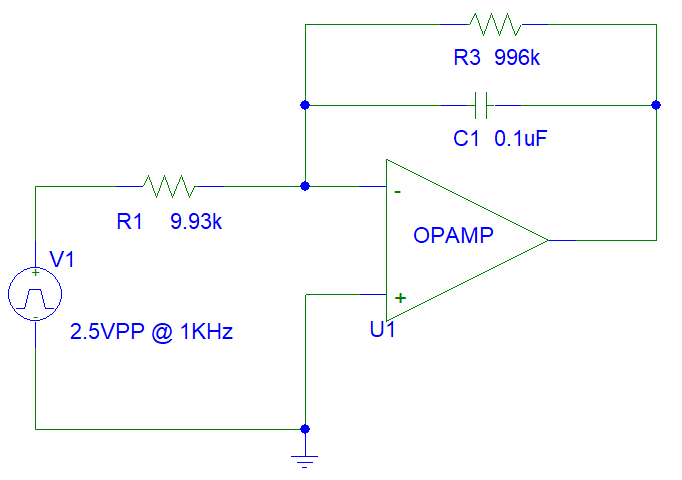 R3 996k
C1 0.1uF
R1 9.93k
-
OPAMP
V1
+
+
U1
-
2.5VPP @ 1KHz